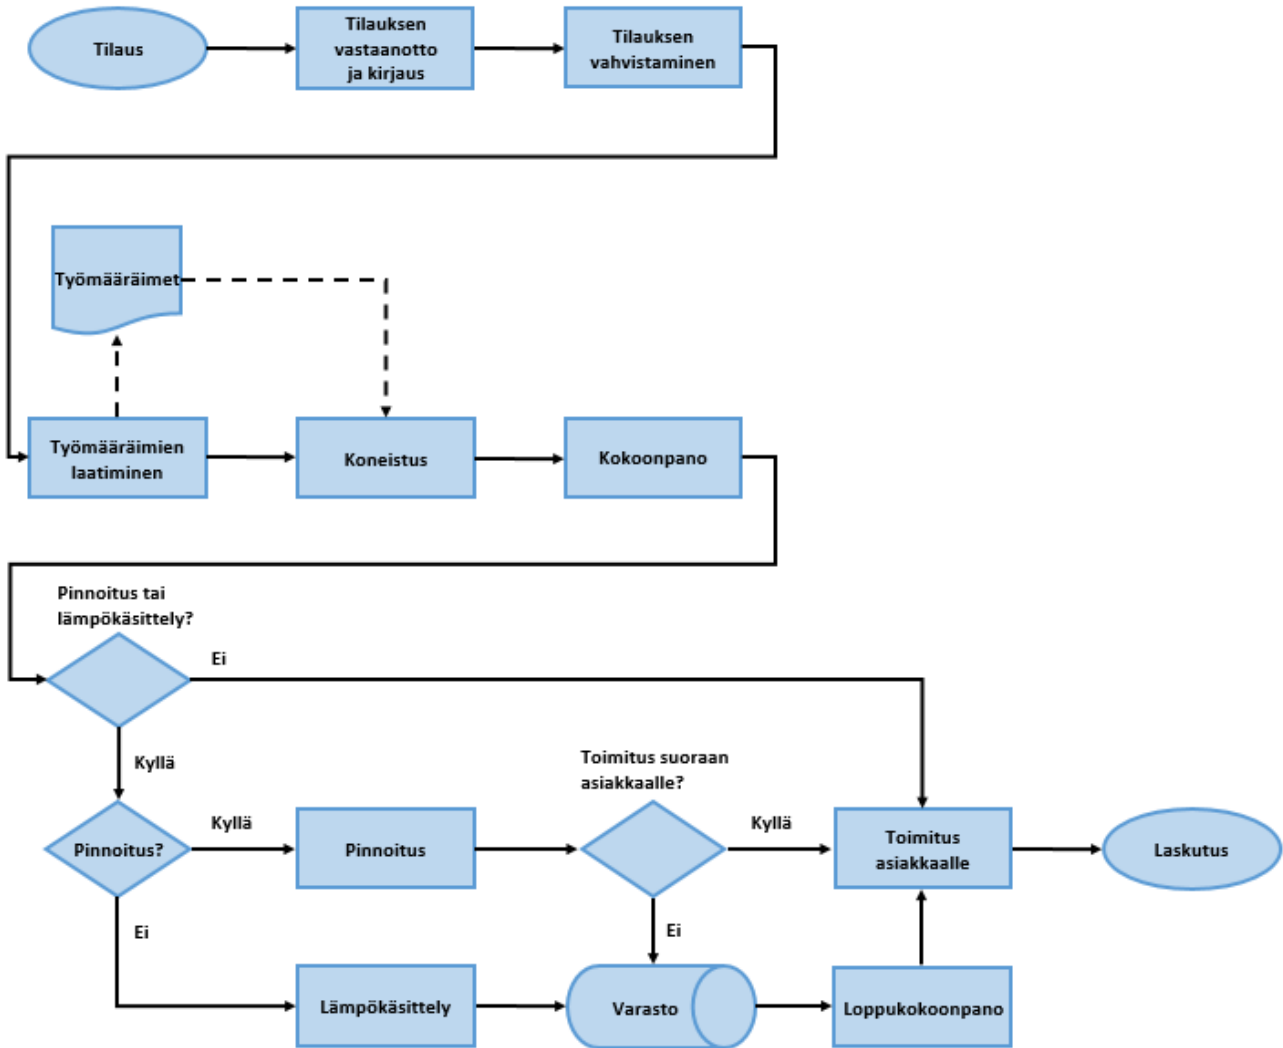 Tilaus
Tilauksen
vastaanotto
ja kirjaus
Tilauksen
vahvistaminen
Työmääräimet
Työmääräimien
laatiminen
Koneistus
Kokoonpano
Pinnoitus tai
lämpökäsittely?
Ei
Kyllä
Toimitus suoraan
asiakkaalle?
Pinnoitus?
Kyllä
Pinnoitus
Kyllä
Toimitus
asiakkaalle
Laskutus
Ei
Ei
Lämpökäsittely
Varasto
Loppukokoonpano